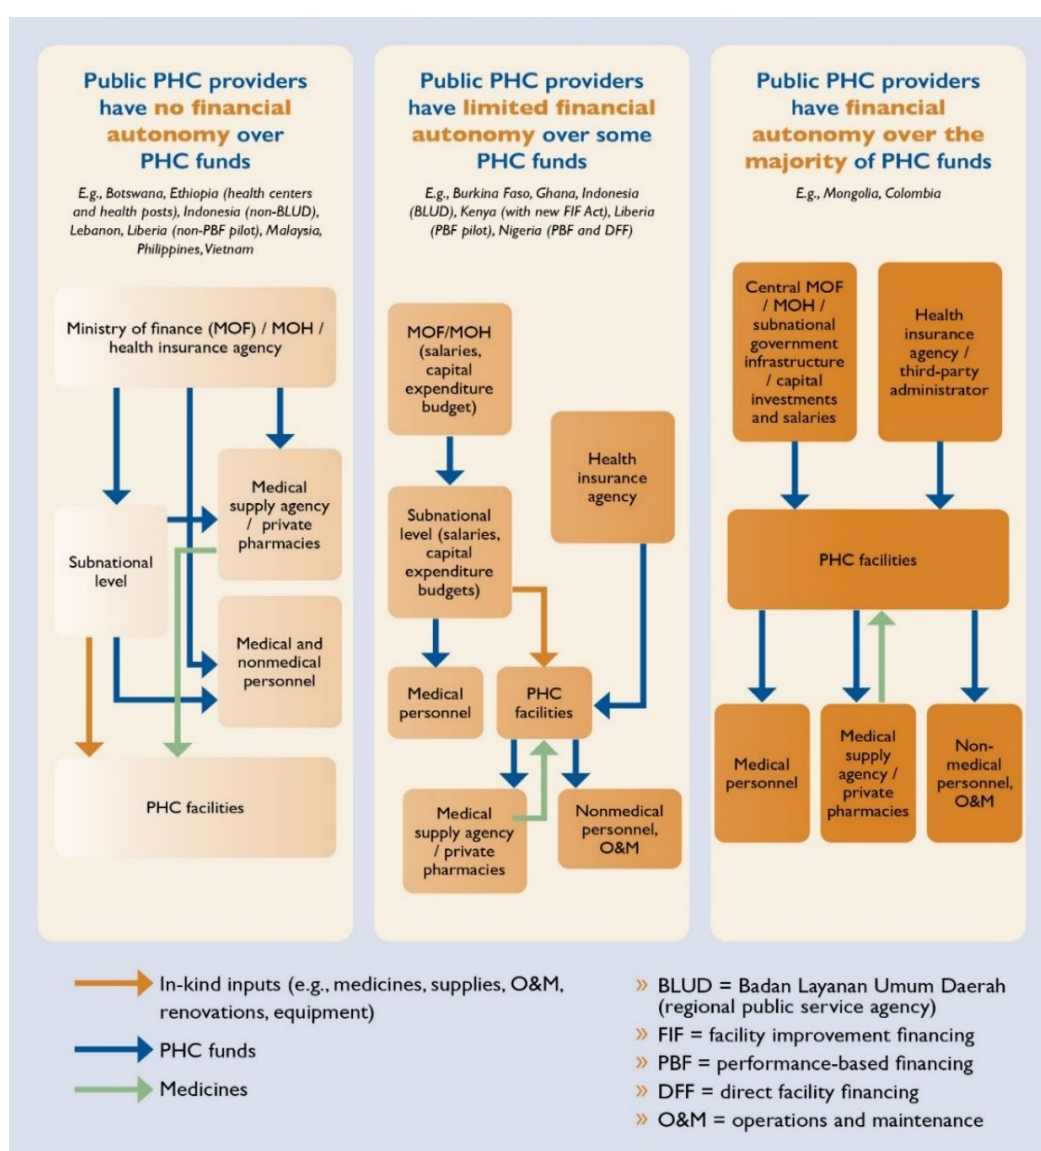 Public PHC providers
have no financial
autonomy over
PHC funds
E.g., Botswana, Ethiopia (health centers
and health posts), Indonesia (non-BLUD),
Lebanon, Liberia (non-PBF pilot), Malaysia,
Philippines, Vietnam
Ministry of finance (MOF) / MOH /
health insurance agency
Medical
supply agency
/ private
pharmacies
Subnational
level
Medical and
nonmedical
personnel
PHC facilities
Public PHC providers
have limited financial
autonomy over some
PHC funds
E.g., Burkina Faso, Ghana, Indonesia
(BLUD), Kenya (with new FIF Act), Liberia
(PBF pilot), Nigeria (PBF and DFF)
MOF/MOH
(salaries,
capital
expenditure
budget)
Health
insurance
agency
Subnational
level (salaries,
capital
expenditure
budgets)
Medical
personnel
PHC
facilities
Medical
supply agency
/ private
pharmacies
Nonmedical
personnel,
O&M
Public PHC providers
have financial
autonomy over the
majority of PHC funds
E.g., Mongolia, Colombia
Central MOF
/ MOH /
subnational
government
infrastructure
/ capital
investments
and salaries
Health
insurance
agency /
third-party
administrator
PHC facilities
Medical
personnel
Medical
supply
agency /
private
pharmacies
Non-
medical
personnel,
O&M
In-kind inputs (e.g., medicines, supplies, O&M,
renovations, equipment)
PHC funds
Medicines
» BLUD = Badan Layanan Umum Daerah
(regional public service agency)
» FIF = facility improvement financing
» PBF = performance-based financing
» DFF = direct facility financing
» O&M = operations and maintenance